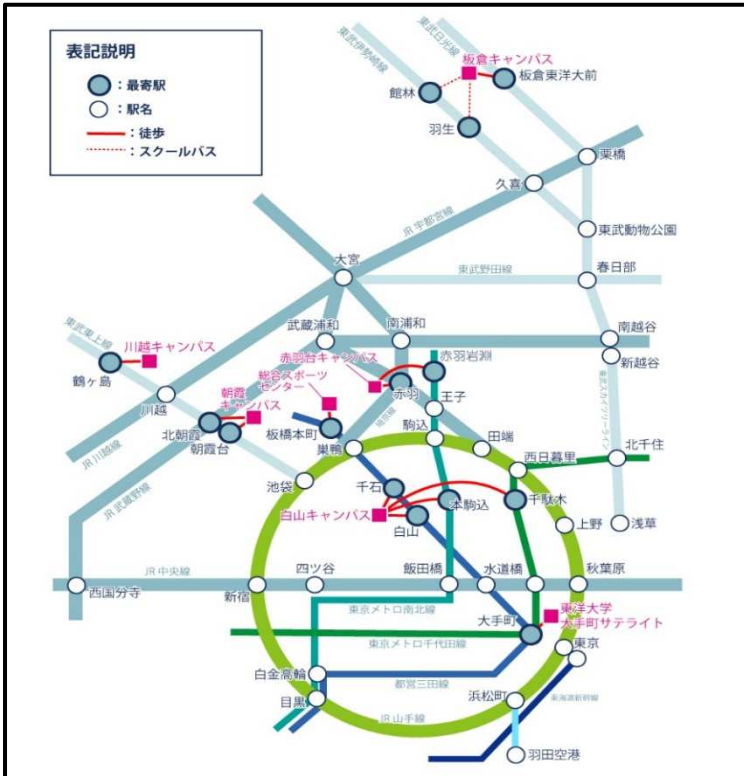 表記説明
：最寄駅
：駅名
：徒歩
：スクールバス
東武伊勢崎線
東武日光線
板倉キャンパス
板倉東洋大前
館林
羽生
栗橋
久喜
JR 宇都宮線
東武動物公園
大宮
東武野田線
春日部
東武東上線
川越キャンパス
武蔵浦和
南浦和
南越谷
新越谷
赤羽台キャンパス
赤羽岩淵
鶴ヶ島
総合スポーツ
センター
赤羽
朝霞
キャンパス
王子
川越
埼京線
東武スカイツリーライン
北朝霞
朝霞台
板橋本町
駒込
田端
巣鴨
西日暮里
北千住
JR 川越線
池袋
千石
本駒込
千駄木
JR 武蔵野線
白山キャンパス
白山
上野
浅草
JR 中央線
四ツ谷
飯田橋
水道橋
秋葉原
西国分寺
新宿
東京メトロ南北線
大手町
東洋大学
大手町サテライト
東京メトロ千代田線
東京
白金高輪
都営三田線
目黒
浜松町
東海道新幹線
JR 山手線
羽田空港